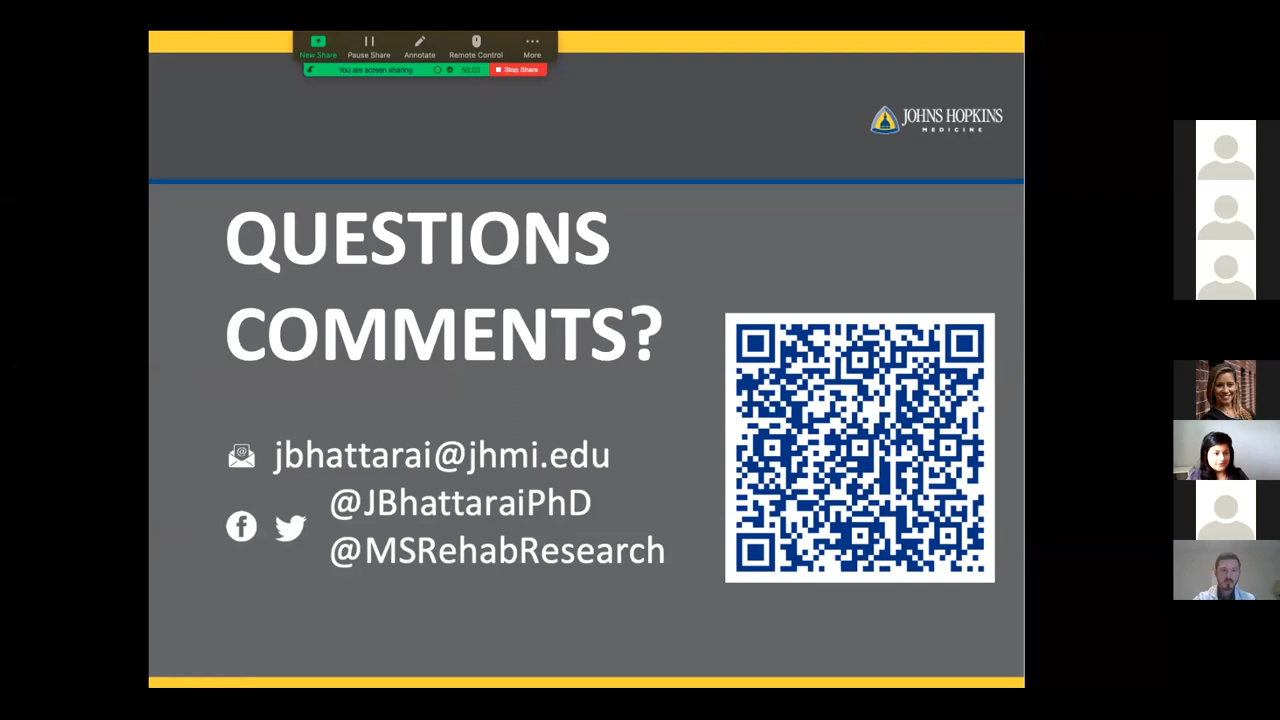 New Share
Pause Share
Annotate
Remote Control
More
You are screen sharing
Stop Share
JOHNS HOPKINS
MEDICINE
QUESTIONS
COMMENTS?
jbhattarai@jhmi.edu
@JBhattaraiPhD
@MSRehabResearch